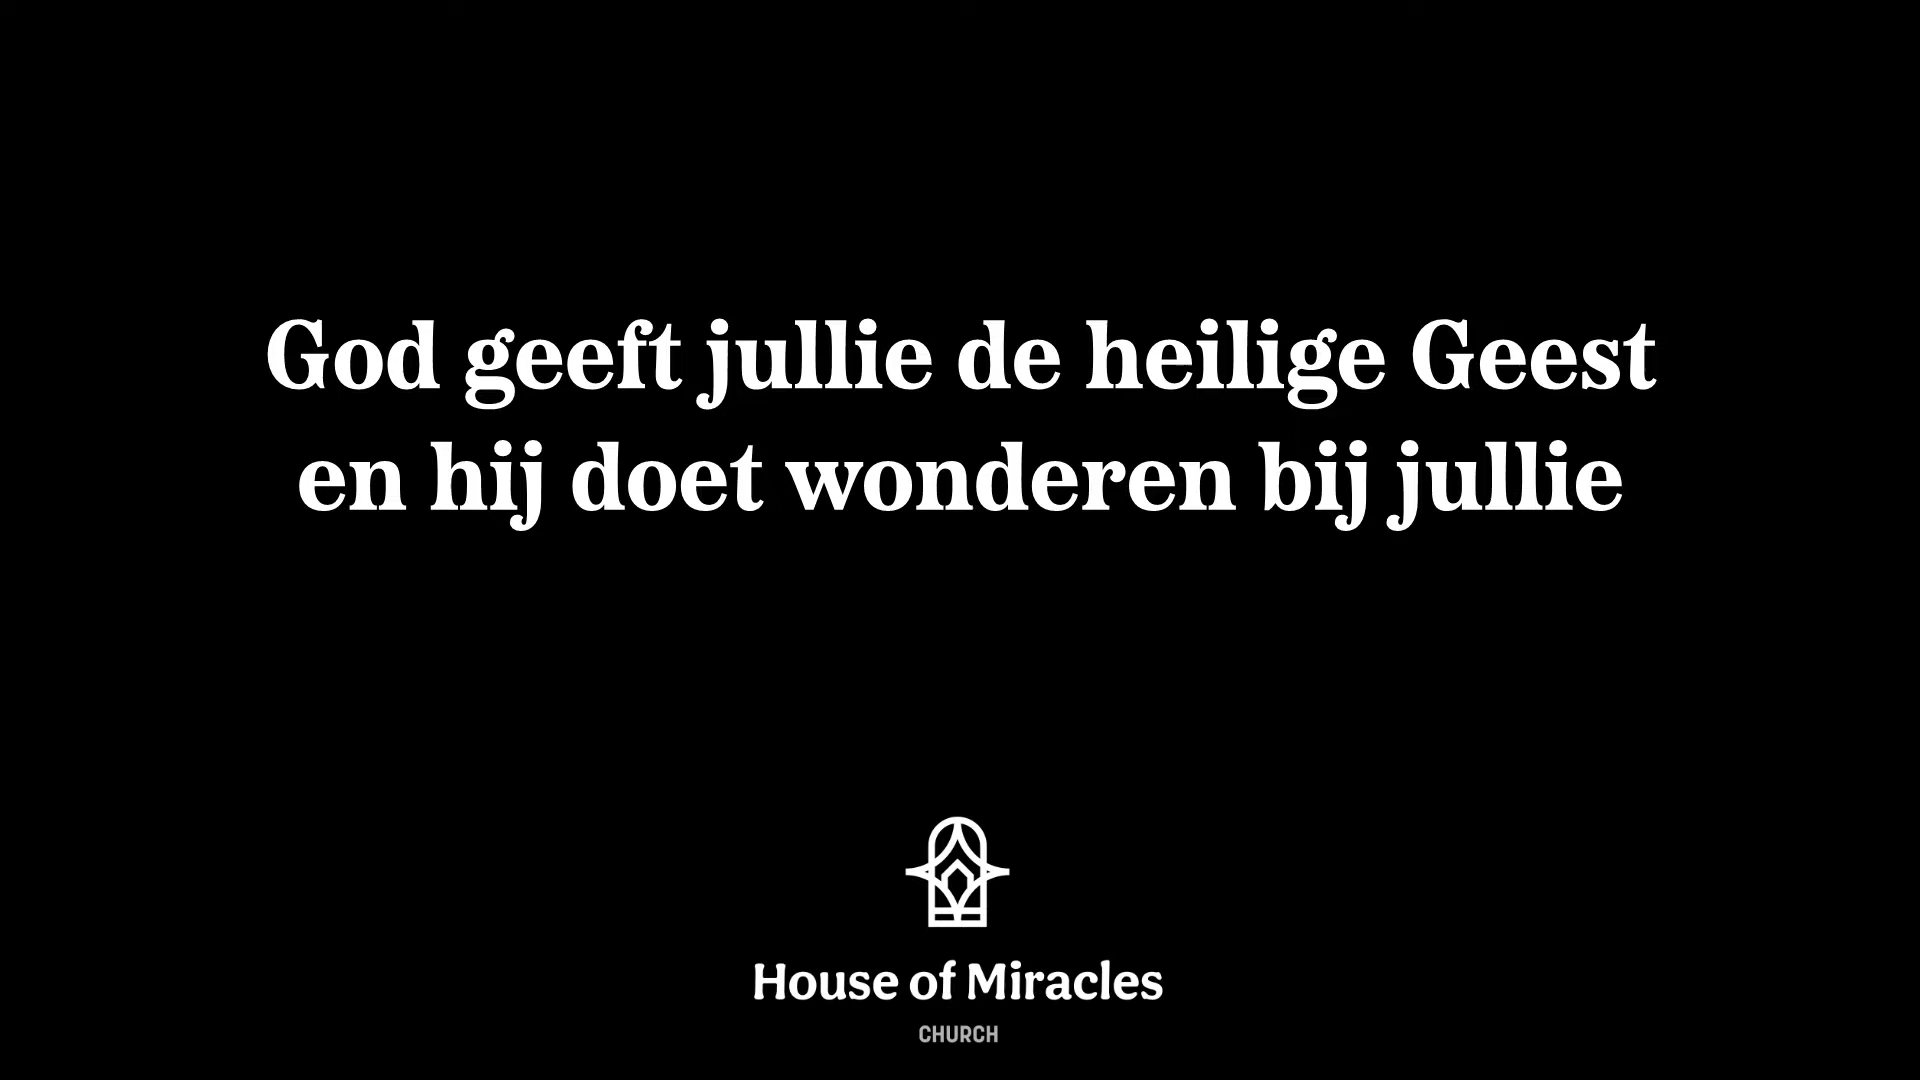 God geeft jullie de heilige Geest
en hij doet wonderen bij jullie
House of Miracles
CHURCH